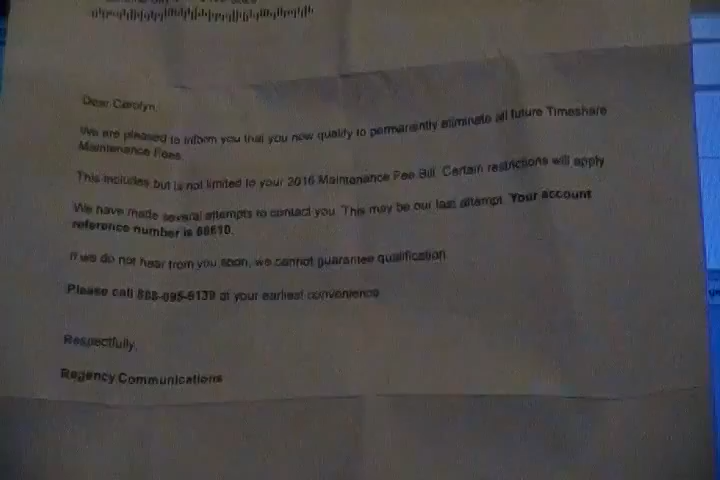 Dear Carolyn,
We are pleased to inform you that you now qualify to permanently eliminate all future Timeshare
Maintenance Fees.
This includes but is not limited to your 2016 Maintenance Fee Bill. Certain restrictions will apply
We have made several attempts to contact you. This may be our last attempt. Your account
reference number is
If we do not hear from you soon, we cannot guarantee qualification
Please call at your earliest convenience
Respectfully,
Regency Communications